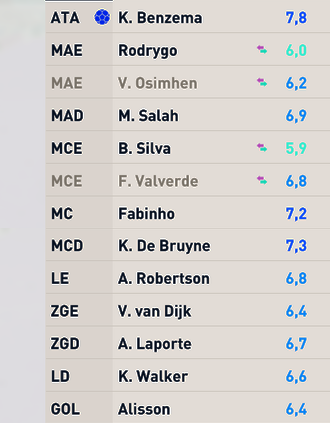 ATA K. Benzema 7,8
MAE Rodrygo 6,0
MAE V. Osimhen 6,2
MAD M. Salah 6,9
MCE B. Silva 5,9
MCE F. Valverde 6,8
MC Fabinho 7,2
MCD K. De Bruyne 7,3
LE A. Robertson 6,8
ZGE V. van Dijk 6,4
ZGD A. Laporte 6,7
LD K. Walker 6,6
GOL Alisson 6,4